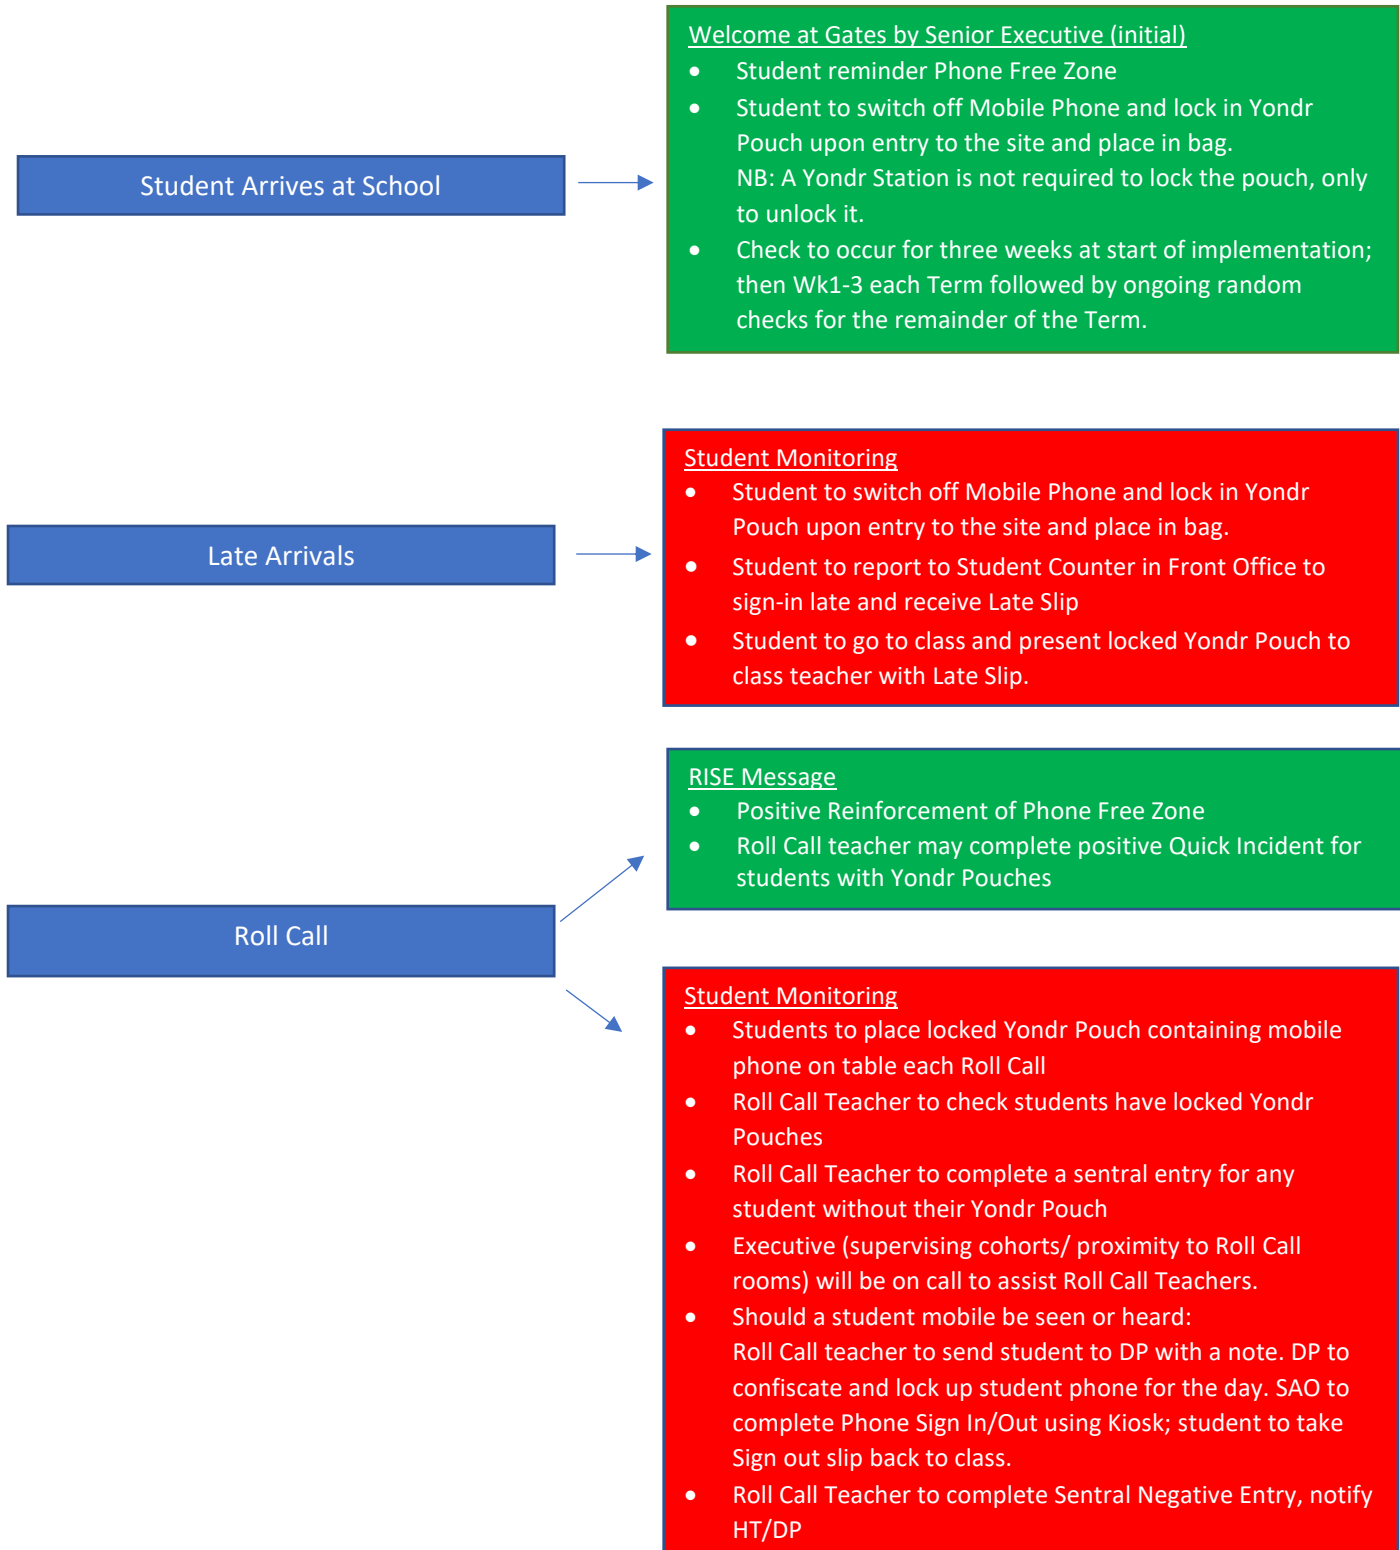 Welcome at Gates by Senior Executive (initial)
• Student reminder Phone Free Zone
• Student to switch off Mobile Phone and lock in Yondr
Pouch upon entry to the site and place in bag.
NB: A Yondr Station is not required to lock the pouch, only
to unlock it.
• Check to occur for three weeks at start of implementation;
then Wk1-3 each Term followed by ongoing random
checks for the remainder of the Term.
Student Arrives at School
Student Monitoring
• Student to switch off Mobile Phone and lock in Yondr
Pouch upon entry to the site and place in bag.
• Student to report to Student Counter in Front Office to
sign-in late and receive Late Slip
• Student to go to class and present locked Yondr Pouch to
class teacher with Late Slip.
Late Arrivals
RISE Message
• Positive Reinforcement of Phone Free Zone
• Roll Call teacher may complete positive Quick Incident for
students with Yondr Pouches
Roll Call
Student Monitoring
• Students to place locked Yondr Pouch containing mobile
phone on table each Roll Call
• Roll Call Teacher to check students have locked Yondr
Pouches
• Roll Call Teacher to complete a sentral entry for any
student without their Yondr Pouch
• Executive (supervising cohorts/ proximity to Roll Call
rooms) will be on call to assist Roll Call Teachers.
• Should a student mobile be seen or heard:
Roll Call teacher to send student to DP with a note. DP to
confiscate and lock up student phone for the day. SAO to
complete Phone Sign In/Out using Kiosk; student to take
Sign out slip back to class.
• Roll Call Teacher to complete Sentral Negative Entry, notify
HT/DP